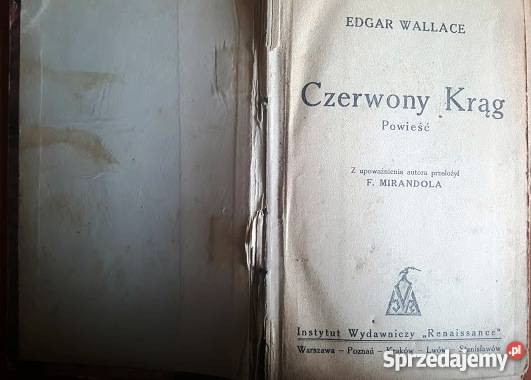 EDGAR WALLACE
Czerwony Krąg
Powieść
Z upoważnienia autora przełożył
F. MIRANDOLA
Instytut Wydawniczy „Renaissance"
Warszawa – Poznań – Kraków – Lwów – Stanisławów
Sprzedajemy.pl